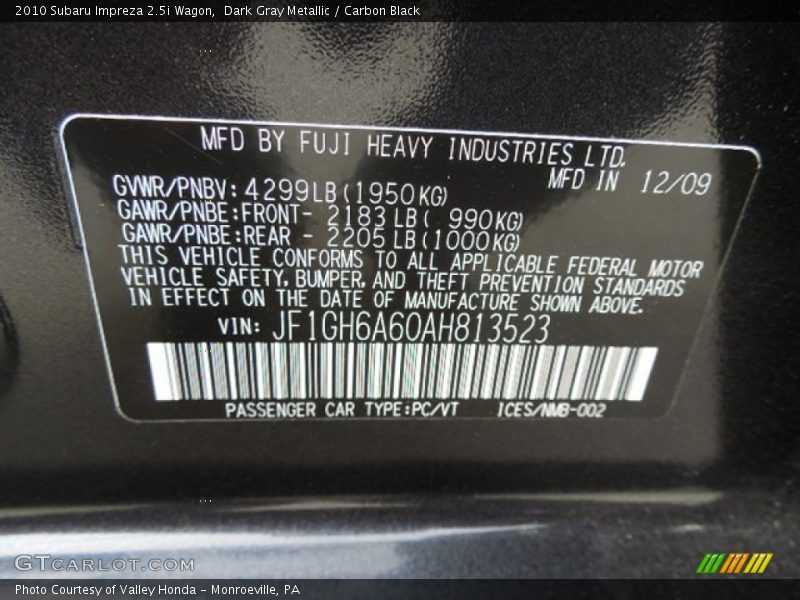 2010 Subaru Impreza 2.5i Wagon,  Dark Gray Metallic / Carbon Black
MFD BY FUJI HEAVY INDUSTRIES LTD.
MFD IN 12/09
GVWR/PNBV: 4299LB(1950KG)
GAWR/PNBE:FRONT- 2183 LB( 990KG)
GAWR/PNBE:REAR - 2205 LB(1000KG)
THIS VEHICLE CONFORMS TO ALL APPLICABLE FEDERAL MOTOR
VEHICLE SAFETY, BUMPER, AND THEFT PREVENTION STANDARDS
IN EFFECT ON THE DATE OF MANUFACTURE SHOWN ABOVE.
VIN: JF1GH6A60AH813523
PASSENGER CAR TYPE:PC/VT ICES/NMB-002
GTCARLOT.COM
Photo Courtesy of Valley Honda - Monroeville, PA